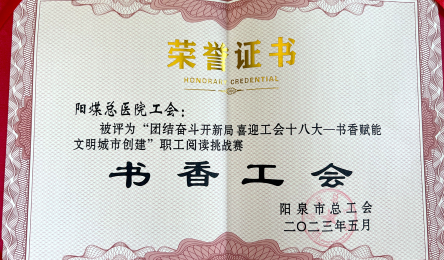 荣誉证书
HONORARY CREDENTIAL
阳煤总医院工会：
被评为“团结奋斗开新局 喜迎工会十八大—书香赋能
文明城市创建”职工阅读挑战赛
书香工会
阳泉市总工会
二〇二三年五月